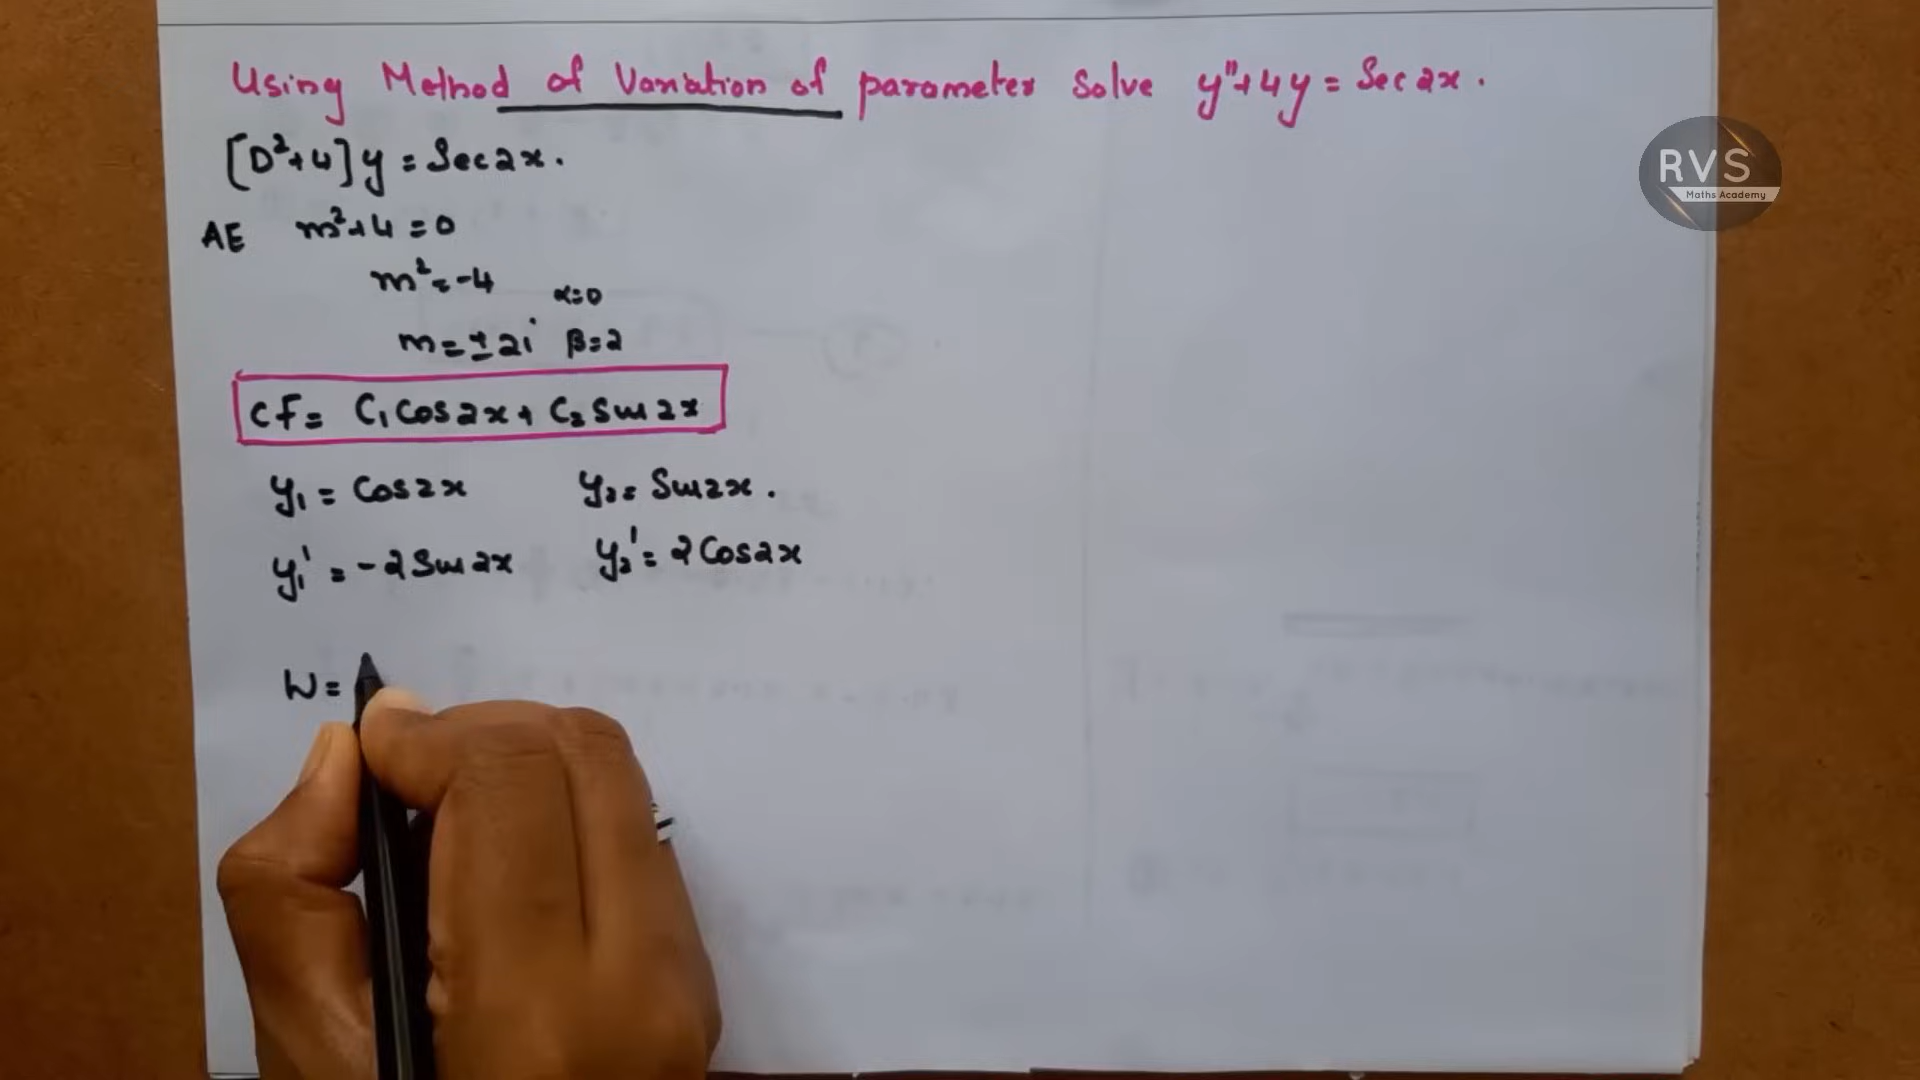 Using Method of Variation of parameter Solve y"+4y = Sec2x.
[D²+4]y = Sec2x.
AE m²+4 = 0
m² = -4
α=0
m = ±2i β=2
CF = C₁Cos2x + C₂Sin2x
y₁ = Cos2x y₂ = Sin2x.
y₁' = -2Sin2x y₂' = 2Cos2x
W =
RVS
Maths Academy